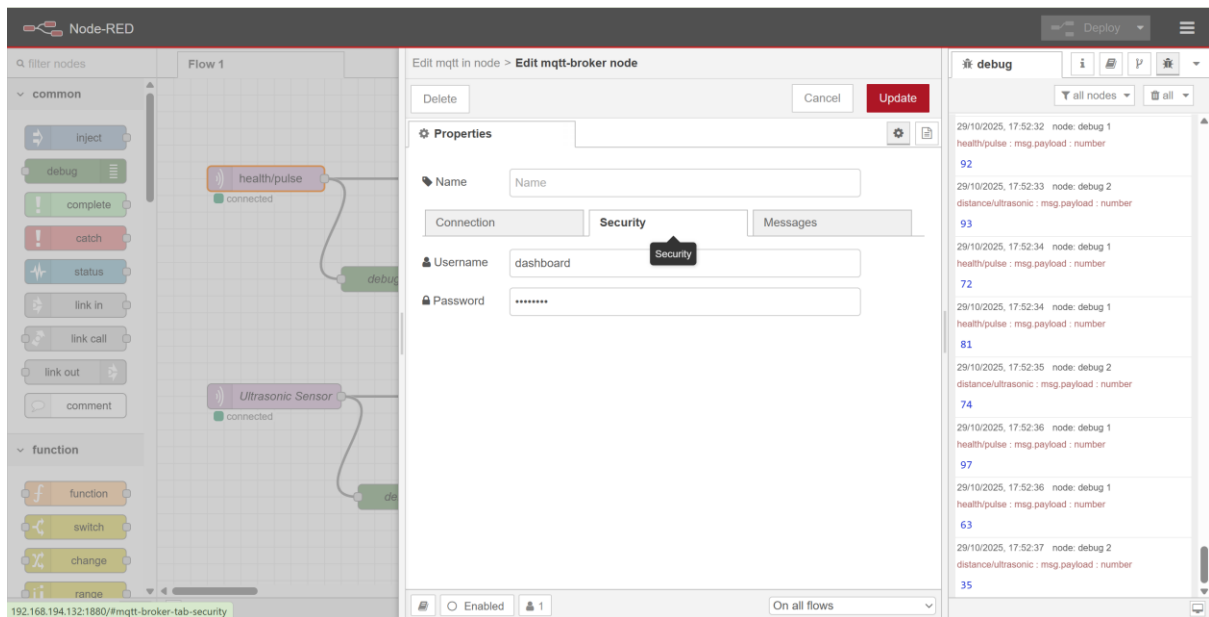 Node-RED
Deploy
filter nodes
common
inject
debug
complete
catch
status
link in
link call
link out
comment
function
function
switch
change
range
Flow 1
health/pulse
connected
debug
Ultrasonic Sensor
connected
de
Edit mqtt in node > Edit mqtt-broker node
Delete
Cancel
Update
Properties
Name
Name
Connection
Security
Messages
Security
Username
dashboard
Password
••••••••
Enabled
1
On all flows
debug
i
all nodes
all
29/10/2025, 17:52:32 node: debug 1
health/pulse : msg.payload : number
92
29/10/2025, 17:52:33 node: debug 2
distance/ultrasonic : msg.payload : number
93
29/10/2025, 17:52:34 node: debug 1
health/pulse : msg.payload : number
72
29/10/2025, 17:52:34 node: debug 1
health/pulse : msg.payload : number
81
29/10/2025, 17:52:35 node: debug 2
distance/ultrasonic : msg.payload : number
74
29/10/2025, 17:52:36 node: debug 1
health/pulse : msg.payload : number
97
29/10/2025, 17:52:36 node: debug 1
health/pulse : msg.payload : number
63
29/10/2025, 17:52:37 node: debug 2
distance/ultrasonic : msg.payload : number
35
192.168.194.132:1880/#mqtt-broker-tab-security